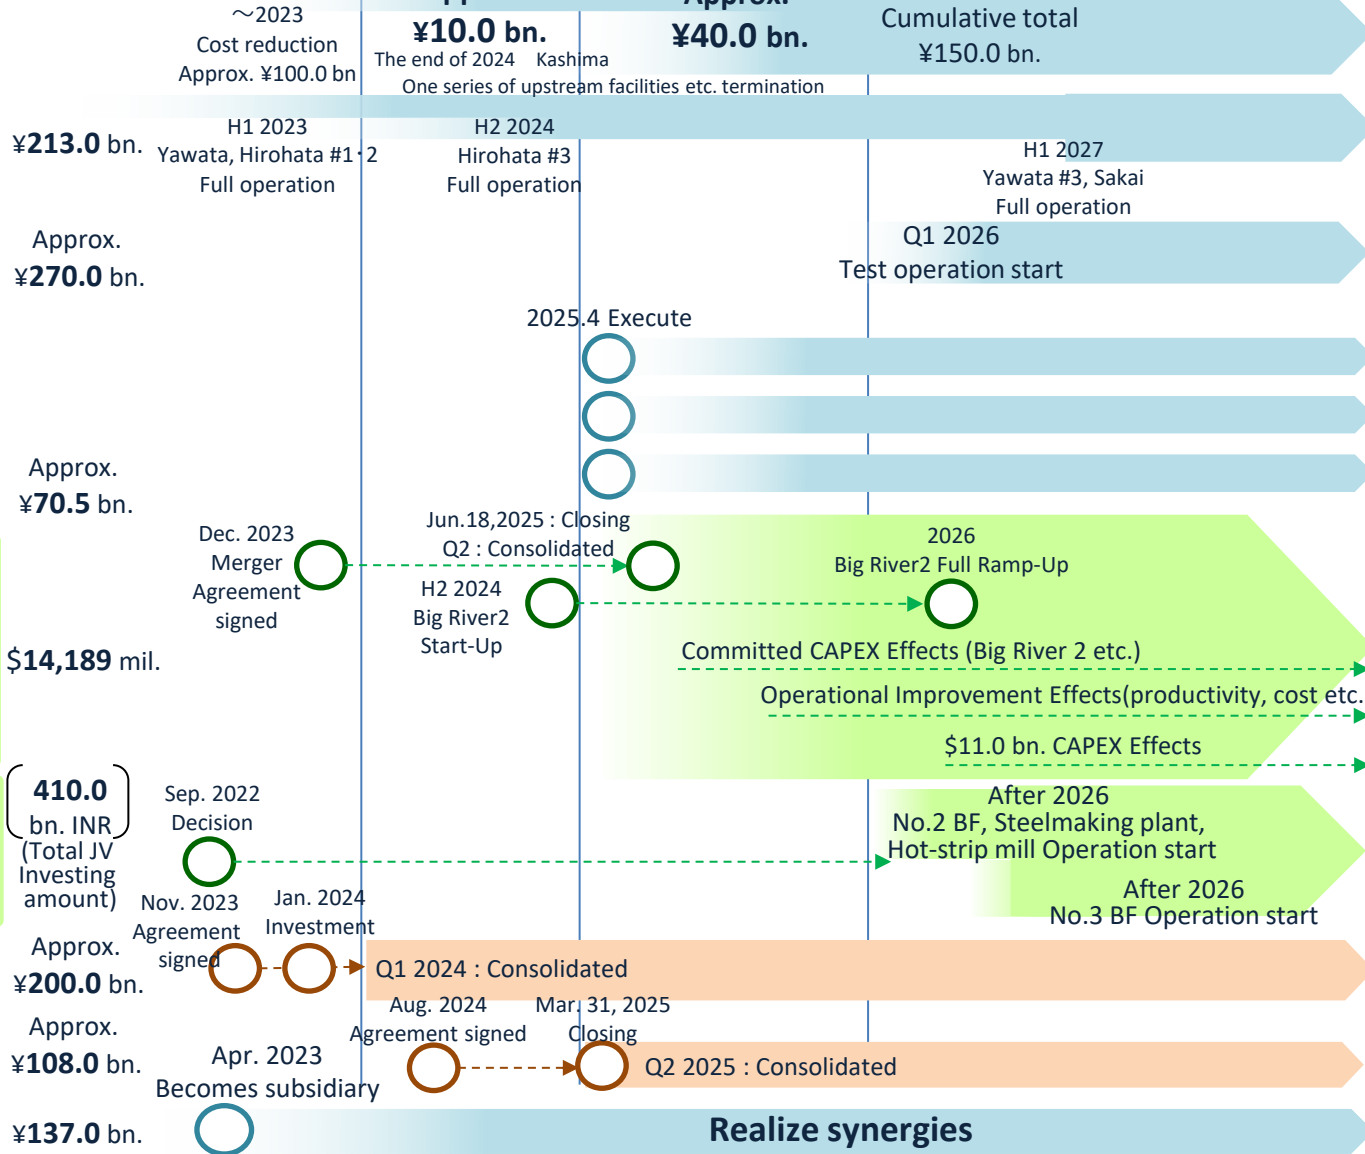 ～2023
Cost reduction
Approx. ¥100.0 bn
¥10.0 bn.
Approx.
¥40.0 bn.
Cumulative total
¥150.0 bn.
The end of 2024 Kashima
One series of upstream facilities etc. termination
¥213.0 bn.
H1 2023
Yawata, Hirohata #1･2
Full operation
H2 2024
Hirohata #3
Full operation
H1 2027
Yawata #3, Sakai
Full operation
Approx.
¥270.0 bn.
Q1 2026
Test operation start
2025.4 Execute
Approx.
¥70.5 bn.
Dec. 2023
Merger
Agreement
signed
Jun.18,2025 : Closing
Q2 : Consolidated
H2 2024
Big River2
Start-Up
2026
Big River2 Full Ramp-Up
$14,189 mil.
Committed CAPEX Effects (Big River 2 etc.)
Operational Improvement Effects(productivity, cost etc.
$11.0 bn. CAPEX Effects
410.0
bn. INR
(Total JV
Investing
amount)
Sep. 2022
Decision
After 2026
No.2 BF, Steelmaking plant,
Hot-strip mill Operation start
After 2026
No.3 BF Operation start
Approx.
¥200.0 bn.
Nov. 2023
Agreement
signed
Jan. 2024
Investment
Q1 2024 : Consolidated
Approx.
¥108.0 bn.
Aug. 2024
Agreement signed
Mar. 31, 2025
Closing
Q2 2025 : Consolidated
¥137.0 bn.
Apr. 2023
Becomes subsidiary
Realize synergies